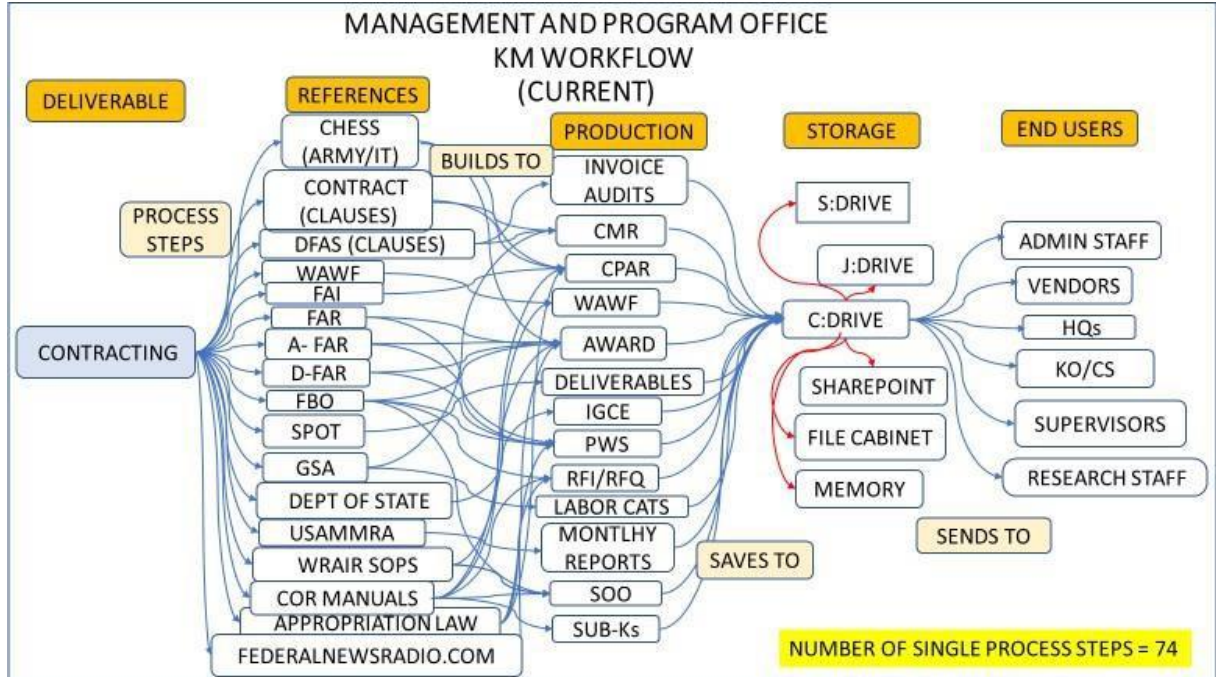 MANAGEMENT AND PROGRAM OFFICE
KM WORKFLOW
(CURRENT)
DELIVERABLE
REFERENCES
PRODUCTION
STORAGE
END USERS
PROCESS
STEPS
BUILDS TO
SAVES TO
SENDS TO
CONTRACTING
CHESS
(ARMY/IT)
CONTRACT
(CLAUSES)
DFAS (CLAUSES)
WAWF
FAI
FAR
A- FAR
D-FAR
FBO
SPOT
GSA
DEPT OF STATE
USAMMRA
WRAIR SOPS
COR MANUALS
APPROPRIATION LAW
FEDERALNEWSRADIO.COM
INVOICE
AUDITS
CMR
CPAR
WAWF
AWARD
DELIVERABLES
IGCE
PWS
RFI/RFQ
LABOR CATS
MONTLHY
REPORTS
SOO
SUB-Ks
S:DRIVE
J:DRIVE
C:DRIVE
SHAREPOINT
FILE CABINET
MEMORY
ADMIN STAFF
VENDORS
HQs
KO/CS
SUPERVISORS
RESEARCH STAFF
NUMBER OF SINGLE PROCESS STEPS = 74